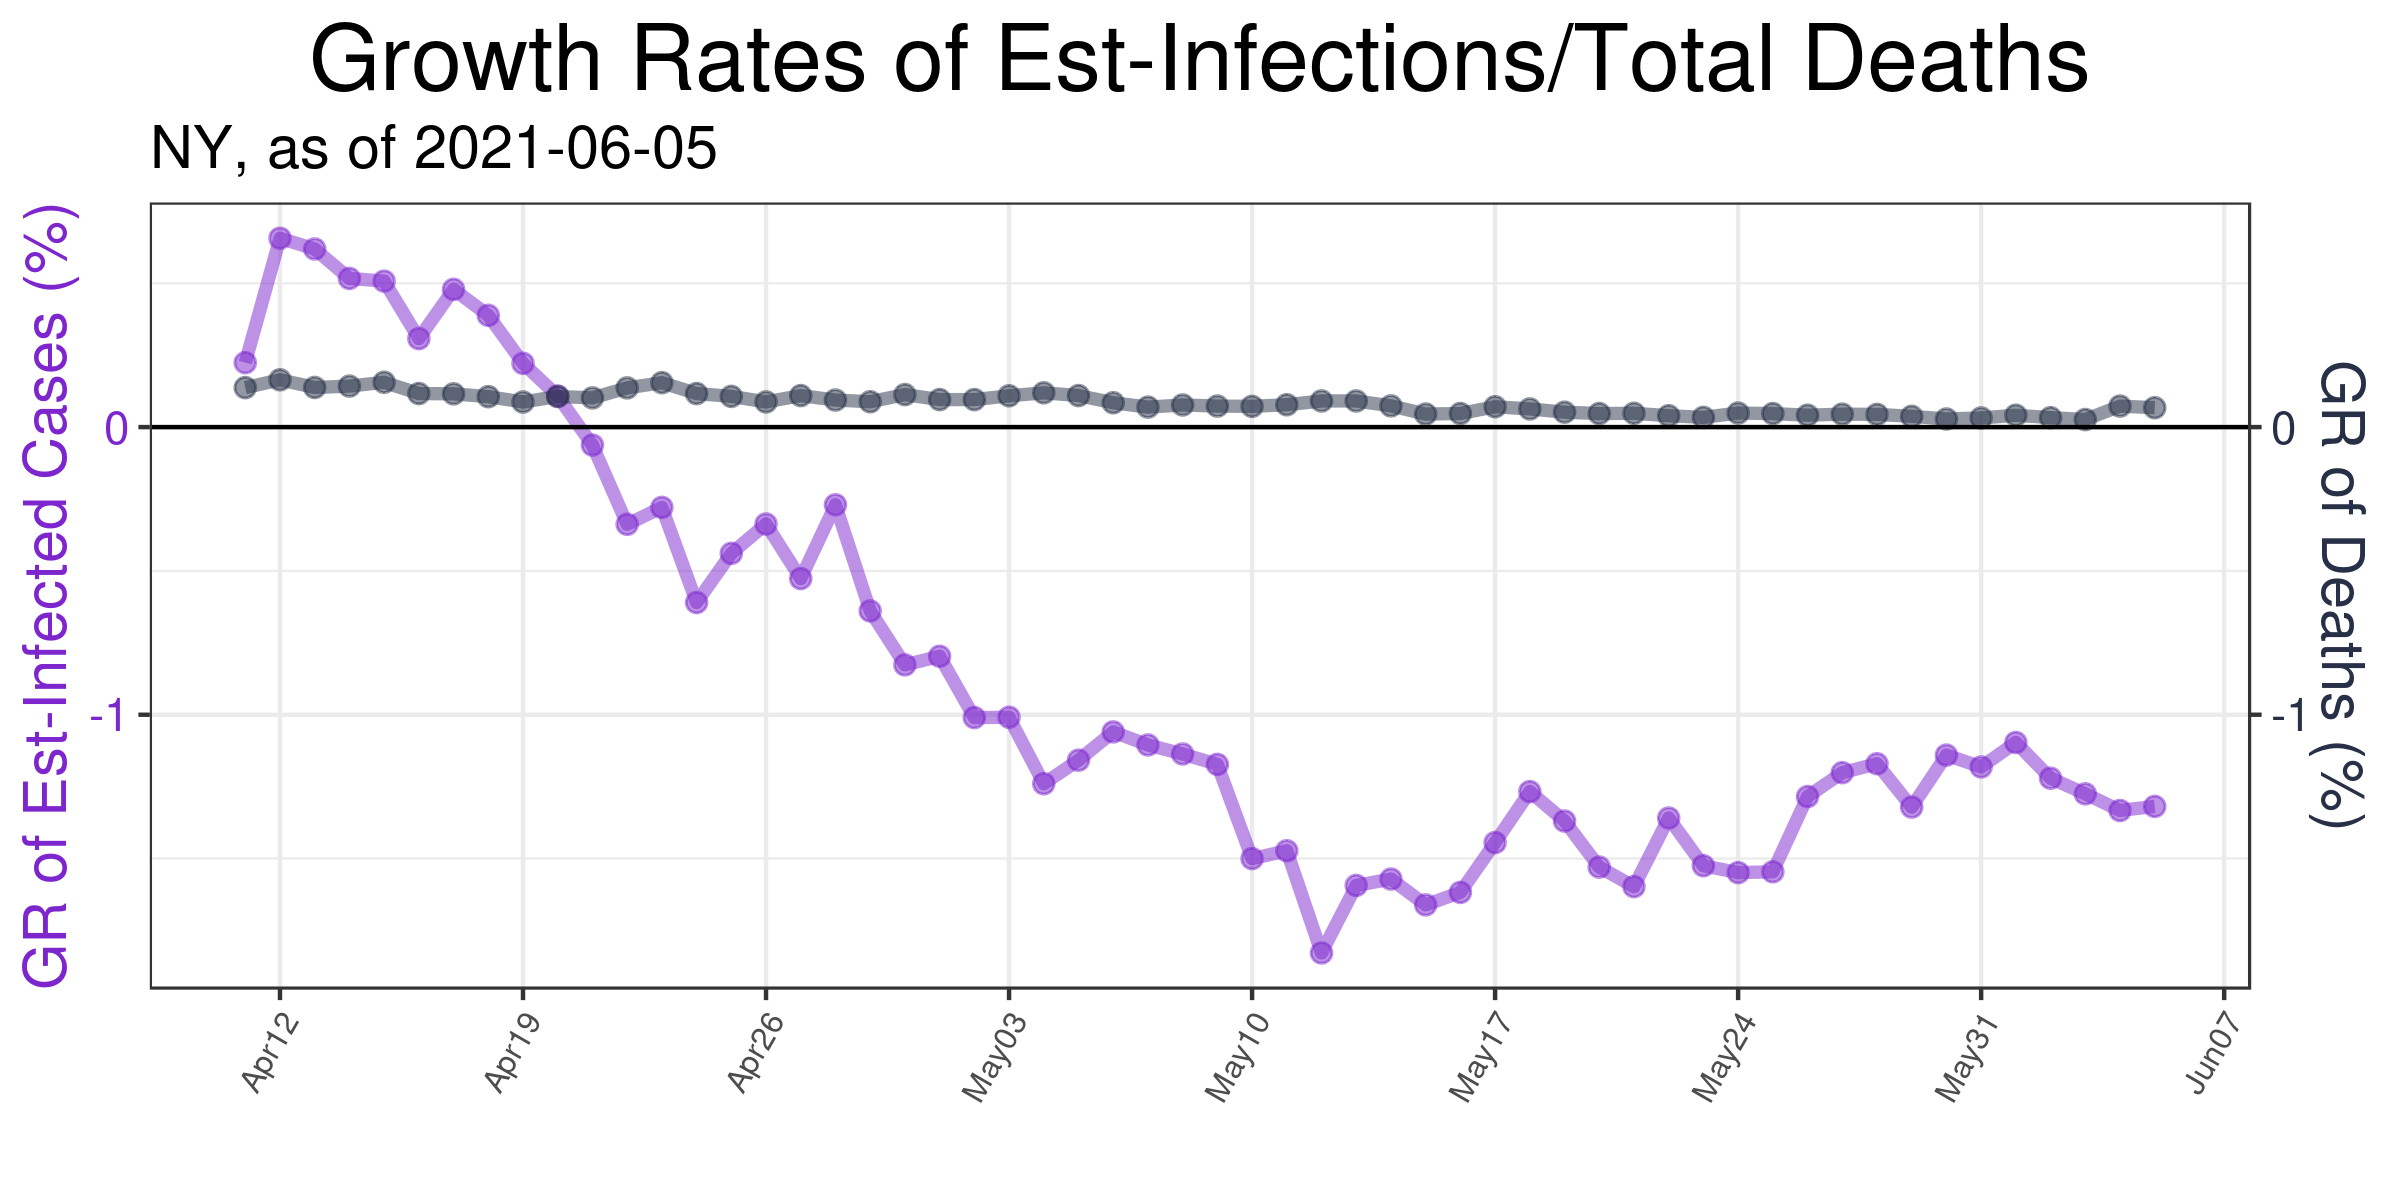 Growth Rates of Est-Infections/Total Deaths
NY, as of 2021-06-05
GR of Est-Infected Cases (%)
0
-1
0
-1
GR of Deaths (%)
Apr12
Apr19
Apr26
May03
May10
May17
May24
May31
Jun07